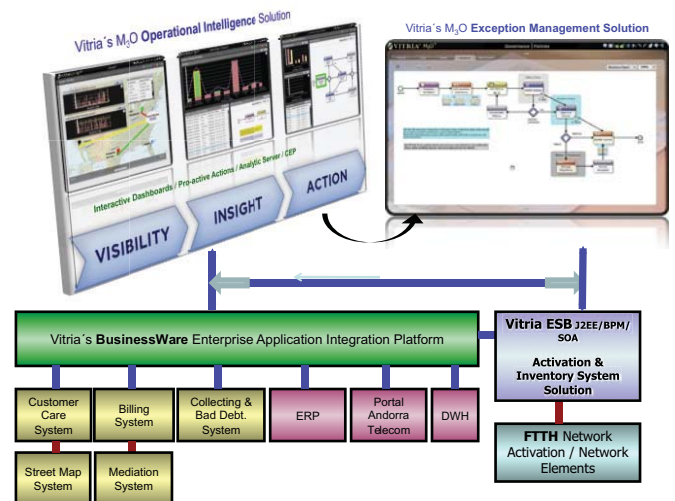 Vitria´s M3O Operational Intelligence Solution
Vitria´s M3O Exception Management Solution
VITRIA M3O
Interactive Dashboards / Pro-active Actions / Analytic Server / CEP
VISIBILITY
INSIGHT
ACTION
Vitria´s BusinessWare Enterprise Application Integration Platform
Vitria ESB J2EE/BPM/
SOA
Activation &
Inventory System
Solution
Customer
Care
System
Billing
System
Collecting &
Bad Debt.
System
ERP
Portal
Andorra
Telecom
DWH
FTTH Network
Activation / Network
Elements
Street Map
System
Mediation
System